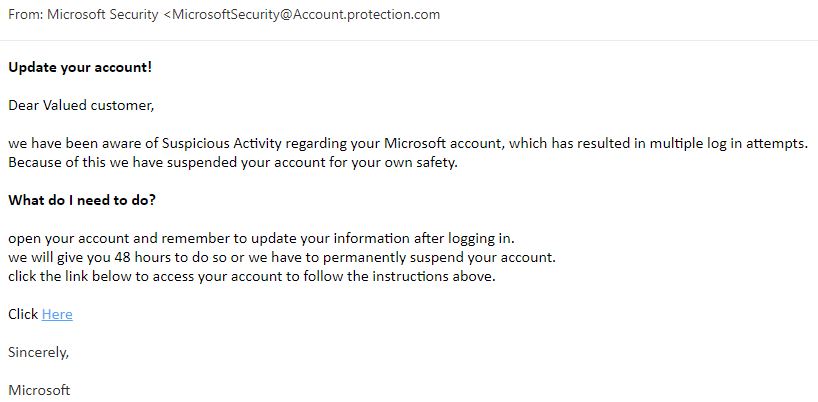 From: Microsoft Security <MicrosoftSecurity@Account.protection.com
Update your account!
Dear Valued customer,
we have been aware of Suspicious Activity regarding your Microsoft account, which has resulted in multiple log in attempts.
Because of this we have suspended your account for your own safety.
What do I need to do?
open your account and remember to update your information after logging in.
we will give you 48 hours to do so or we have to permanently suspend your account.
click the link below to access your account to follow the instructions above.
Click Here
Sincerely,
Microsoft